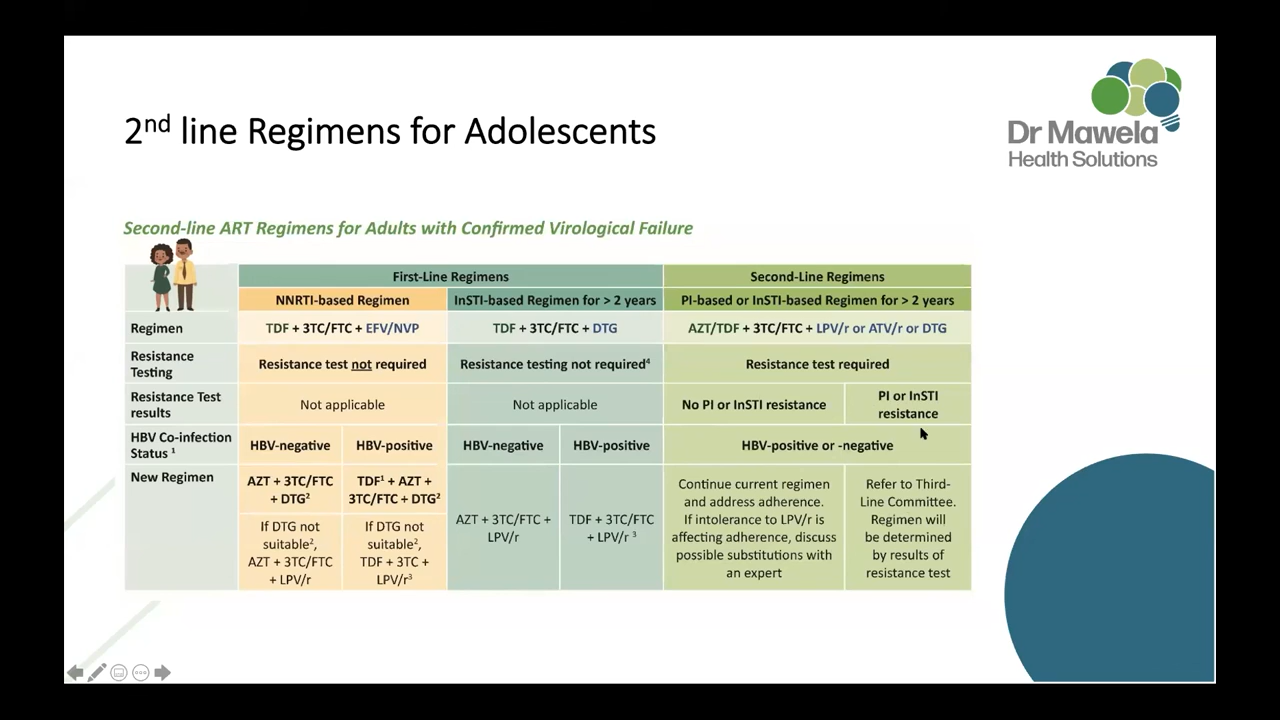 2nd line Regimens for Adolescents
Dr Mawela
Health Solutions
Second-line ART Regimens for Adults with Confirmed Virological Failure
First-Line Regimens
Second-Line Regimens
NNRTI-based Regimen
InSTI-based Regimen for > 2 years
PI-based or InSTI-based Regimen for > 2 years
Regimen
TDF + 3TC/FTC + EFV/NVP
TDF + 3TC/FTC + DTG
AZT/TDF + 3TC/FTC + LPV/r or ATV/r or DTG
Resistance
Testing
Resistance test not required
Resistance testing not required⁴
Resistance test required
Resistance Test
results
Not applicable
Not applicable
No PI or InSTI resistance
PI or InSTI
resistance
HBV Co-infection
Status ¹
HBV-negative
HBV-positive
HBV-negative
HBV-positive
HBV-positive or -negative
New Regimen
AZT + 3TC/FTC
+ DTG²
TDF¹ + AZT +
3TC/FTC + DTG²
If DTG not
suitable²,
AZT + 3TC/FTC
+ LPV/r
If DTG not
suitable²,
TDF + 3TC +
LPV/r³
AZT + 3TC/FTC +
LPV/r
TDF + 3TC/FTC
+ LPV/r ³
Continue current regimen
and address adherence.
If intolerance to LPV/r is
affecting adherence, discuss
possible substitutions with
an expert
Refer to Third-
Line Committee.
Regimen will
be determined
by results of
resistance test